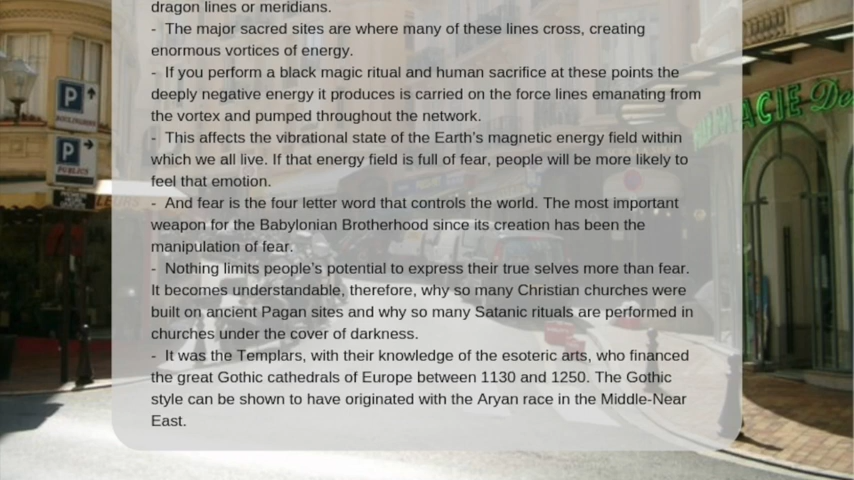 dragon lines or meridians.
- The major sacred sites are where many of these lines cross, creating
enormous vortices of energy.
- If you perform a black magic ritual and human sacrifice at these points the
deeply negative energy it produces is carried on the force lines emanating from
the vortex and pumped throughout the network.
- This affects the vibrational state of the Earth's magnetic energy field within
which we all live. If that energy field is full of fear, people will be more likely to
feel that emotion.
- And fear is the four letter word that controls the world. The most important
weapon for the Babylonian Brotherhood since its creation has been the
manipulation of fear.
- Nothing limits people's potential to express their true selves more than fear.
It becomes understandable, therefore, why so many Christian churches were
built on ancient Pagan sites and why so many Satanic rituals are performed in
churches under the cover of darkness.
- It was the Templars, with their knowledge of the esoteric arts, who financed
the great Gothic cathedrals of Europe between 1130 and 1250. The Gothic
style can be shown to have originated with the Aryan race in the Middle-Near
East.
P
P
PUBLICS